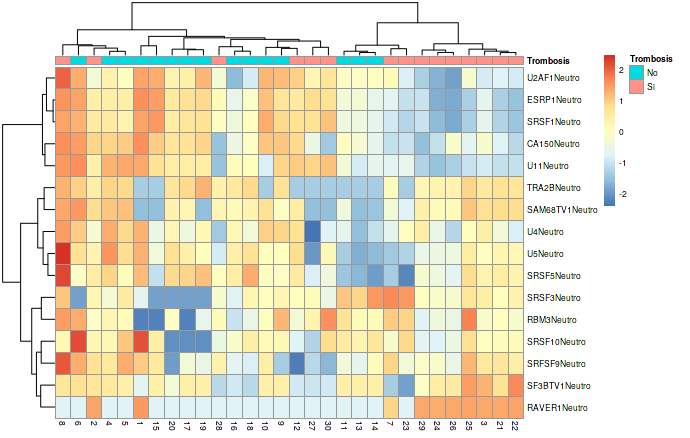 Trombosis
Trombosis
No
SI
2
1
0
-1
-2
U2AF1Neutro
ESRP1Neutro
SRSF1Neutro
CA150Neutro
U11Neutro
TRA2BNeutro
SAM68TV1Neutro
U4Neutro
U5Neutro
SRSF5Neutro
SRSF3Neutro
RBM3Neutro
SRSF10Neutro
SRFSF9Neutro
SF3BTV1Neutro
RAVER1Neutro
8 6 2 4 5 1 15 20 17 19 28 16 18 10 9 12 27 30 11 13 14 7 23 29 24 26 25 3 21 22